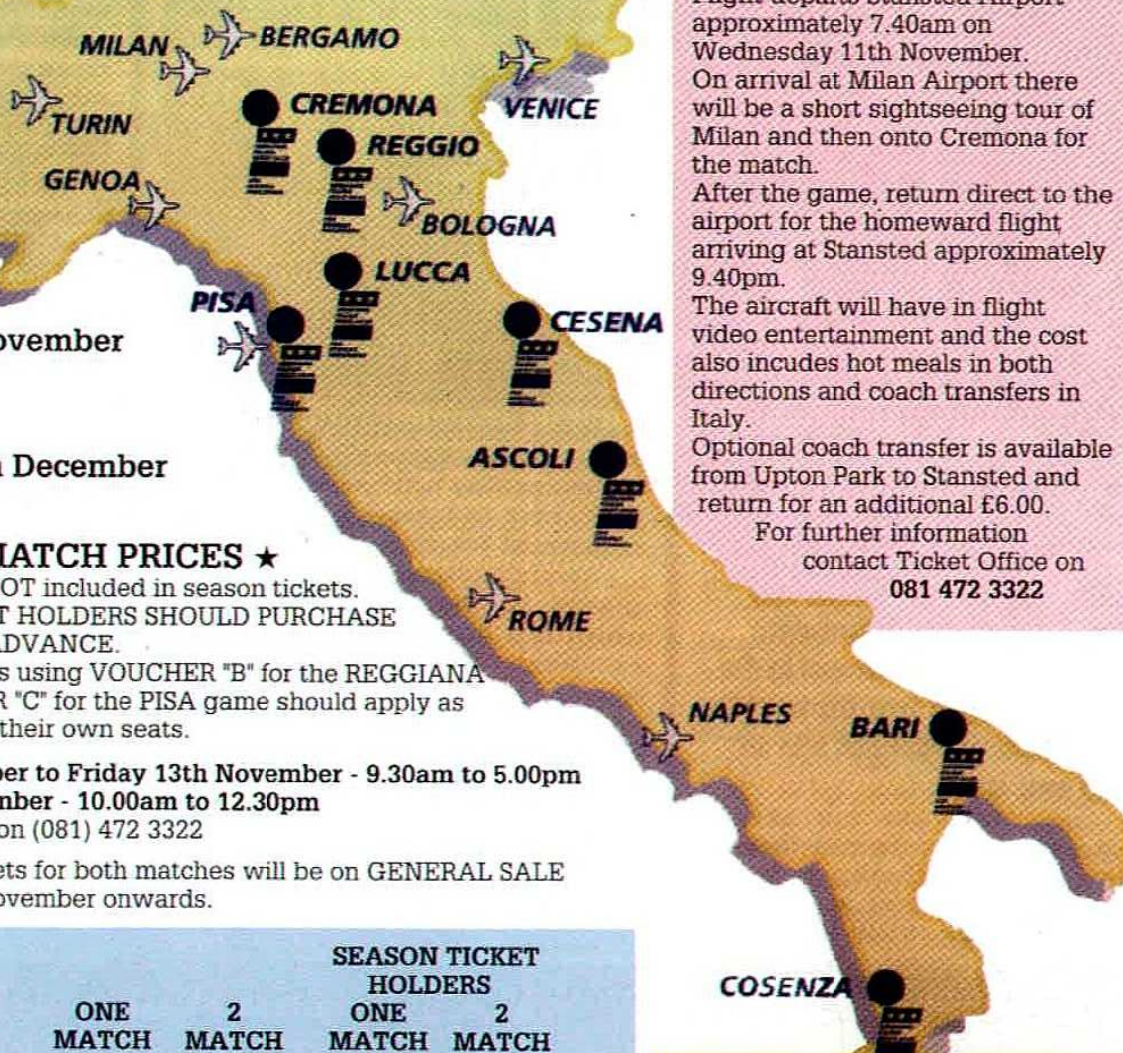 MILAN
BERGAMO
TURIN
CREMONA
VENICE
REGGIO
GENOA
BOLOGNA
LUCCA
PISA
CESENA
ASCOLI
ROME
NAPLES
BARI
COSENZA
approximately 7.40am on
Wednesday 11th November.
On arrival at Milan Airport there
will be a short sightseeing tour of
Milan and then onto Cremona for
the match.
After the game, return direct to the
airport for the homeward flight
arriving at Stansted approximately
9.40pm.
The aircraft will have in flight
video entertainment and the cost
also incudes hot meals in both
directions and coach transfers in
Italy.
Optional coach transfer is available
from Upton Park to Stansted and
return for an additional £6.00.
For further information
contact Ticket Office on
081 472 3322
ovember
December
MATCH PRICES ★
OT included in season tickets.
T HOLDERS SHOULD PURCHASE
ADVANCE.
s using VOUCHER "B" for the REGGIANA
R "C" for the PISA game should apply as
their own seats.
er to Friday 13th November - 9.30am to 5.00pm
mber - 10.00am to 12.30pm
on (081) 472 3322
ets for both matches will be on GENERAL SALE
ovember onwards.
SEASON TICKET
HOLDERS
ONE 2 ONE 2
MATCH MATCH MATCH MATCH